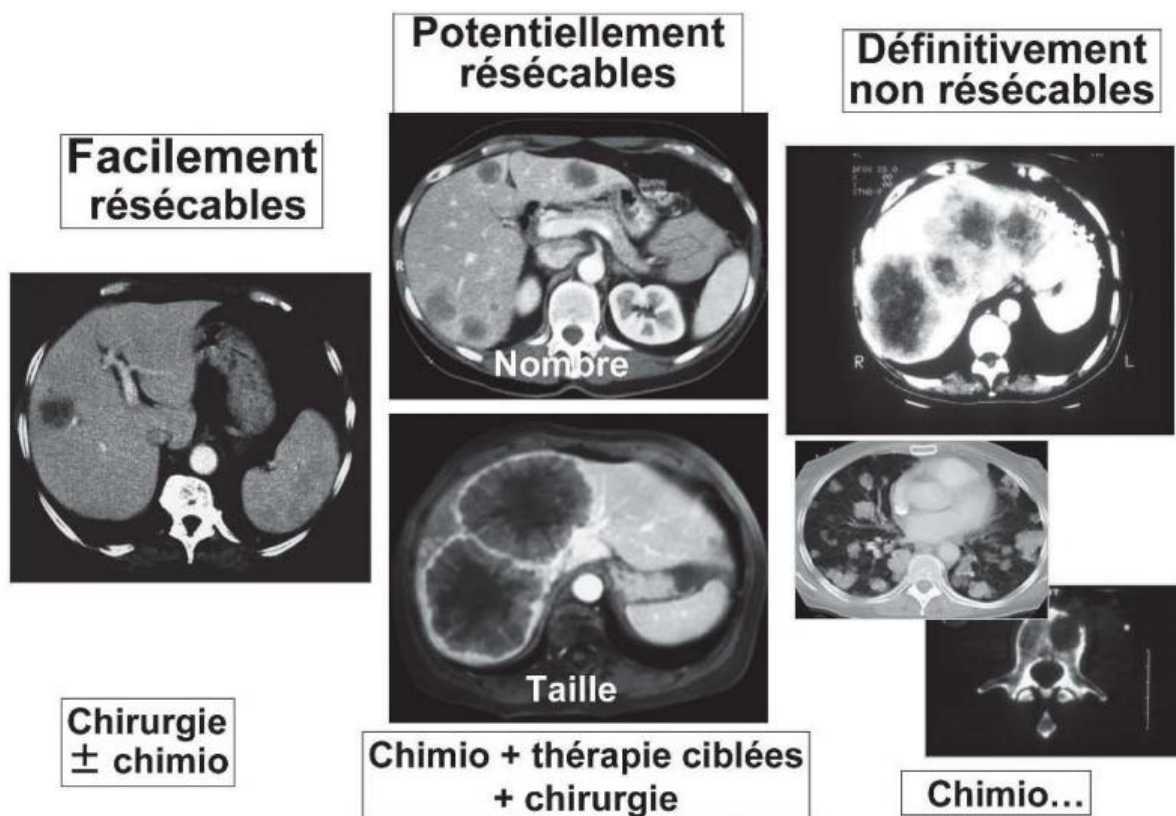 Facilement
résécables
Chirurgie
± chimio
Potentiellement
résécables
R
Nombre
Taille
Chimio + thérapie ciblées
+ chirurgie
Définitivement
non résécables
R
L
Chimio...